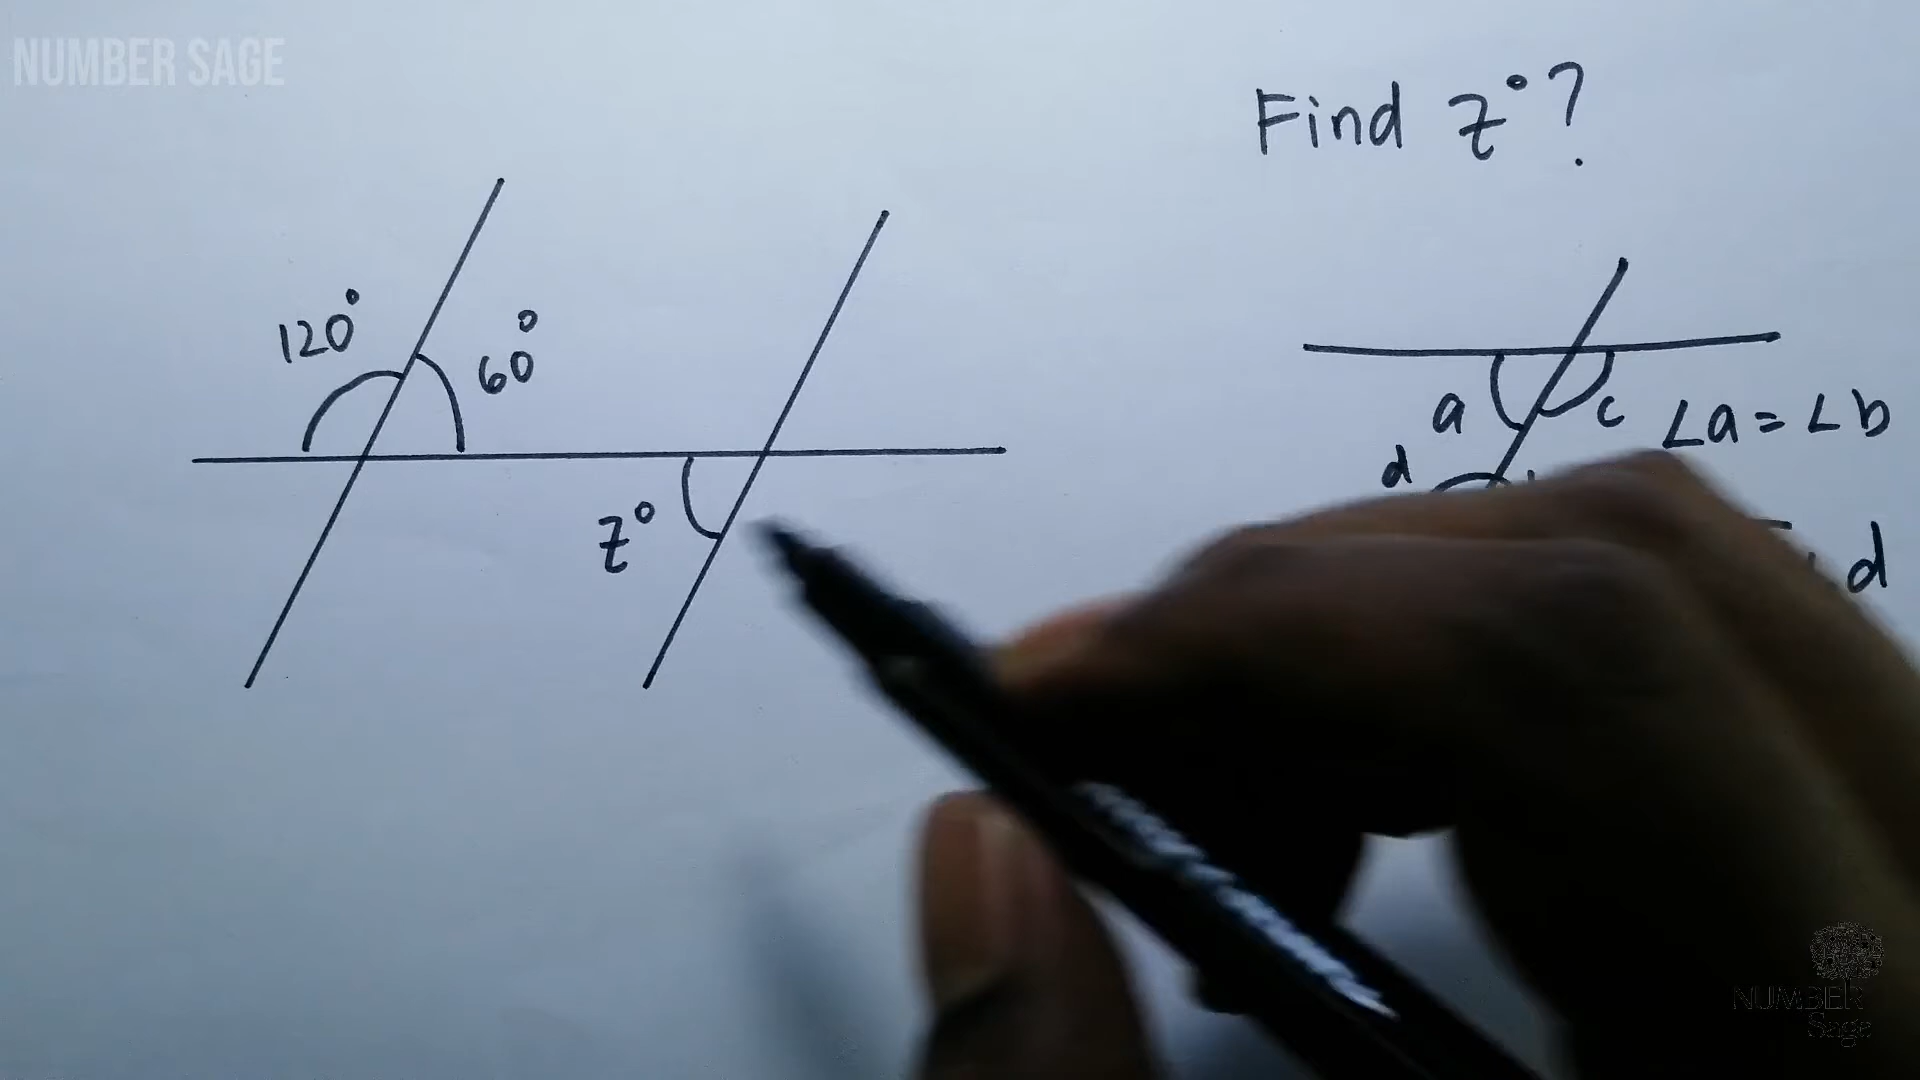 NUMBER SAGE
Find z°?
120°
60°
z°
a
c
∠a = ∠b
d
d
NUMBER
Sage